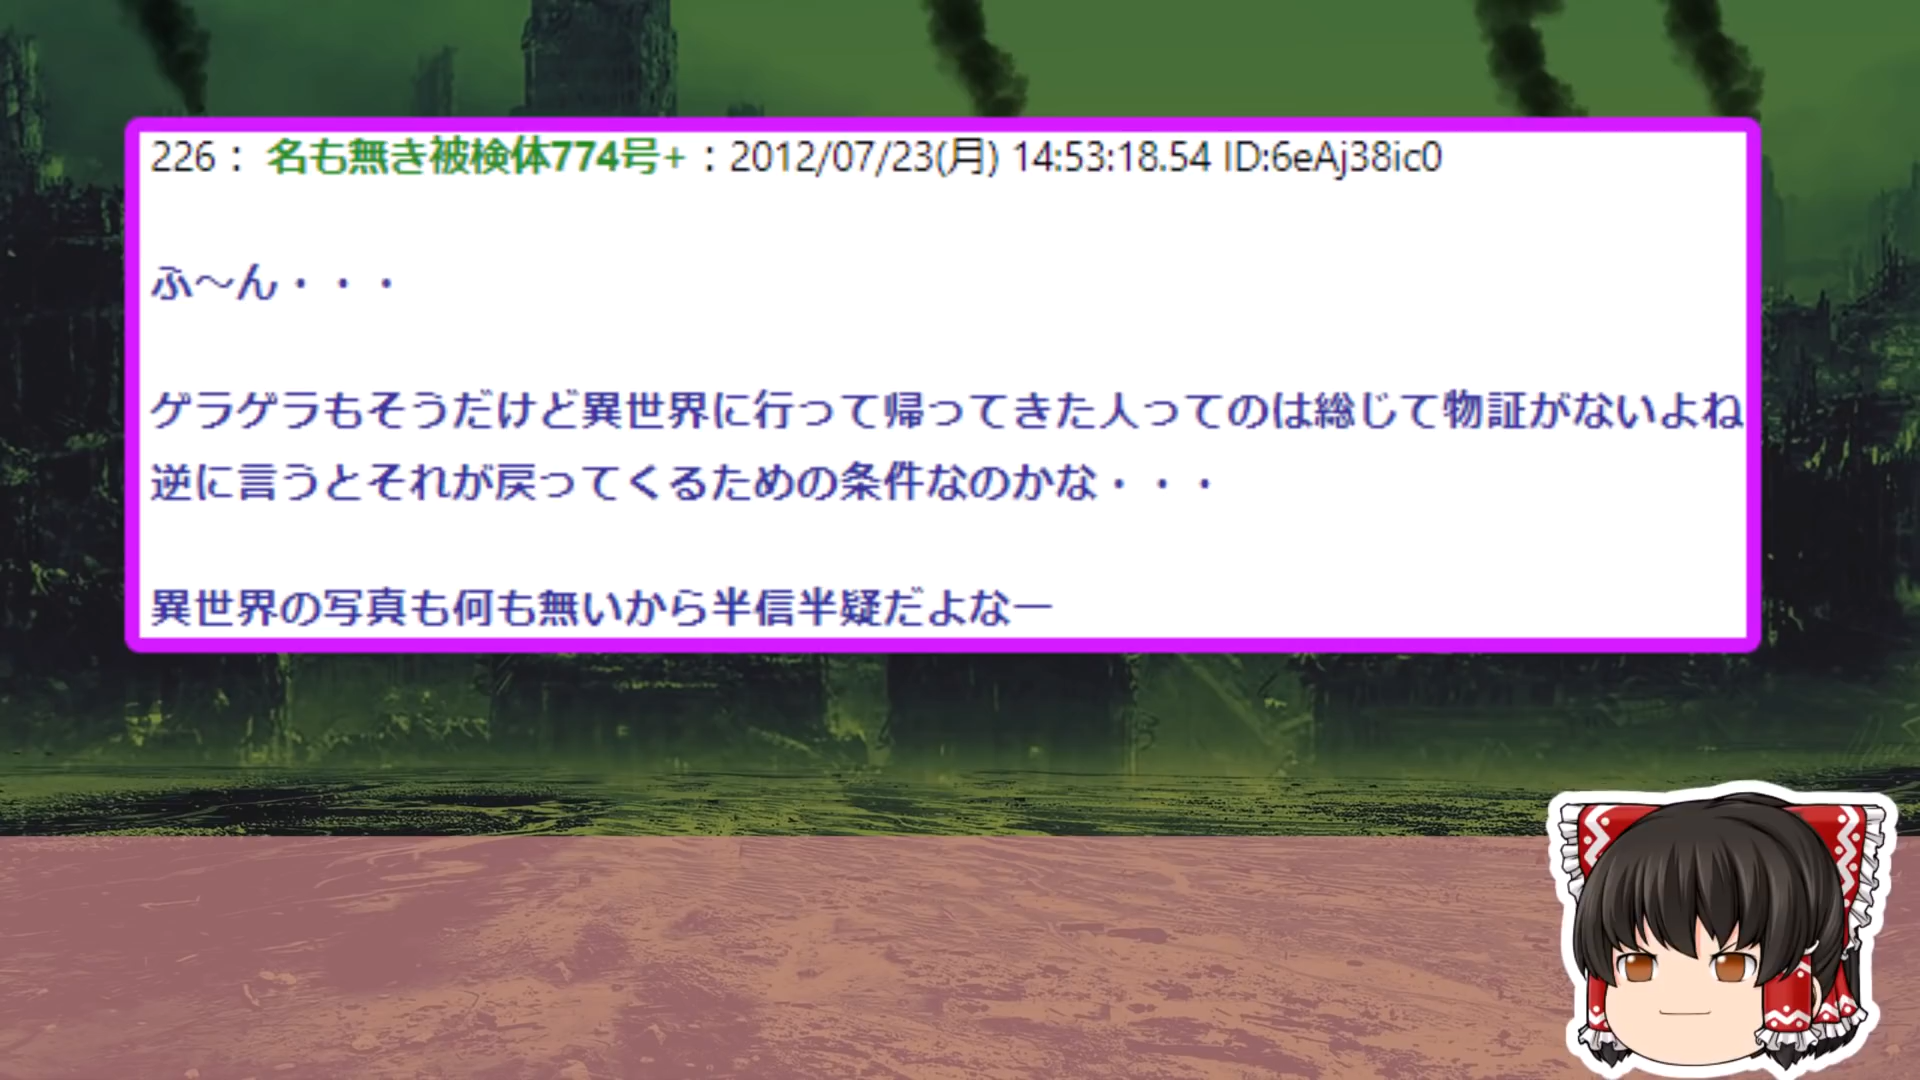 226： 名も無き被検体774号+ ：2012/07/23(月) 14:53:18.54 ID:6eAj38ic0
ふ～ん・・・
ゲラゲラもそうだけど異世界に行って帰ってきた人ってのは総じて物証がないよね
逆に言うとそれが戻ってくるための条件なのかな・・・
異世界の写真も何も無いから半信半疑だよなー